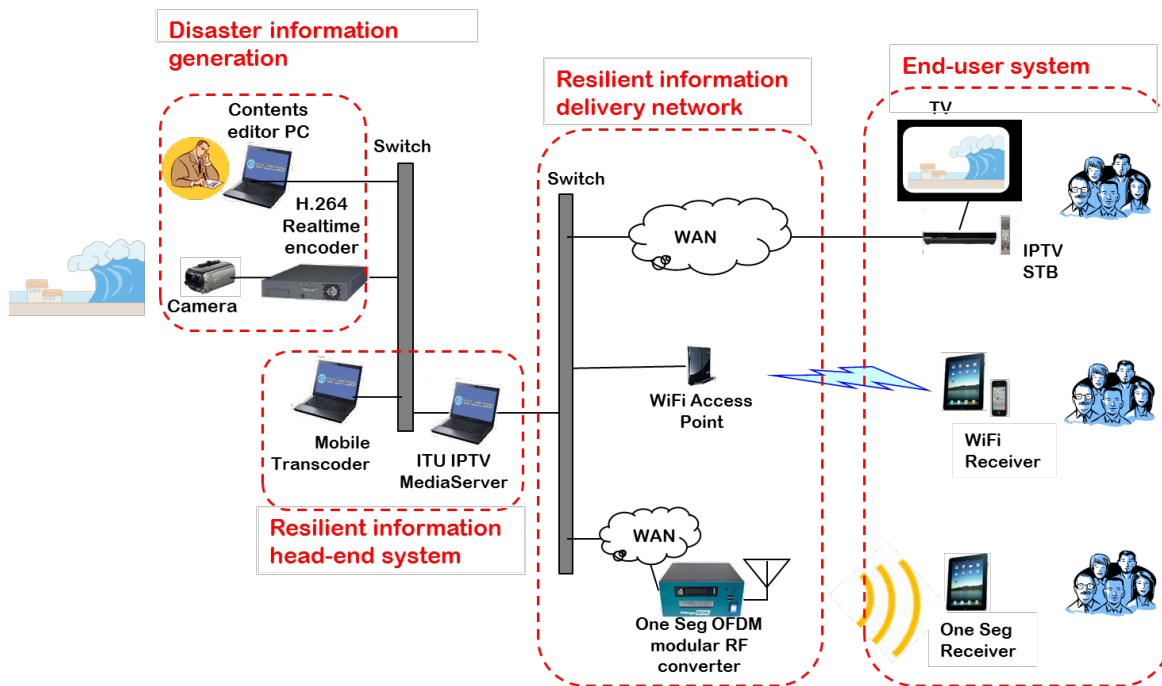 Disaster information
generation
Contents
editor PC
Switch
H.264
Realtime
encoder
Camera
Mobile
Transcoder
ITU IPTV
MediaServer
Resilient information
head-end system
Resilient information
delivery network
Switch
WAN
WiFi Access
Point
WAN
One Seg OFDM
modular RF
converter
End-user system
TV
IPTV
STB
WiFi
Receiver
One Seg
Receiver